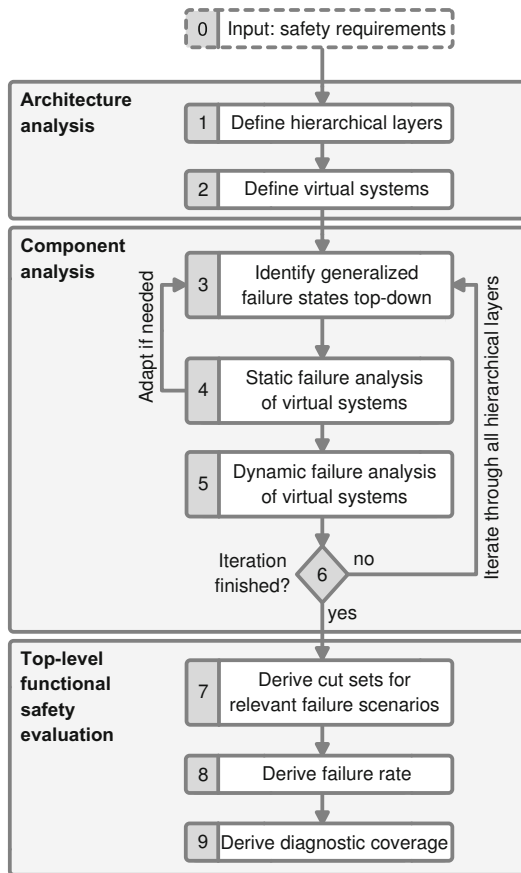 0 Input: safety requirements
Architecture
analysis
1 Define hierarchical layers
2 Define virtual systems
Component
analysis
3 Identify generalized
failure states top-down
Adapt if needed
4 Static failure analysis
of virtual systems
5 Dynamic failure analysis
of virtual systems
Iterate through all hierarchical layers
Iteration
finished?
6
no
yes
Top-level
functional
safety
evaluation
7 Derive cut sets for
relevant failure scenarios
8 Derive failure rate
9 Derive diagnostic coverage